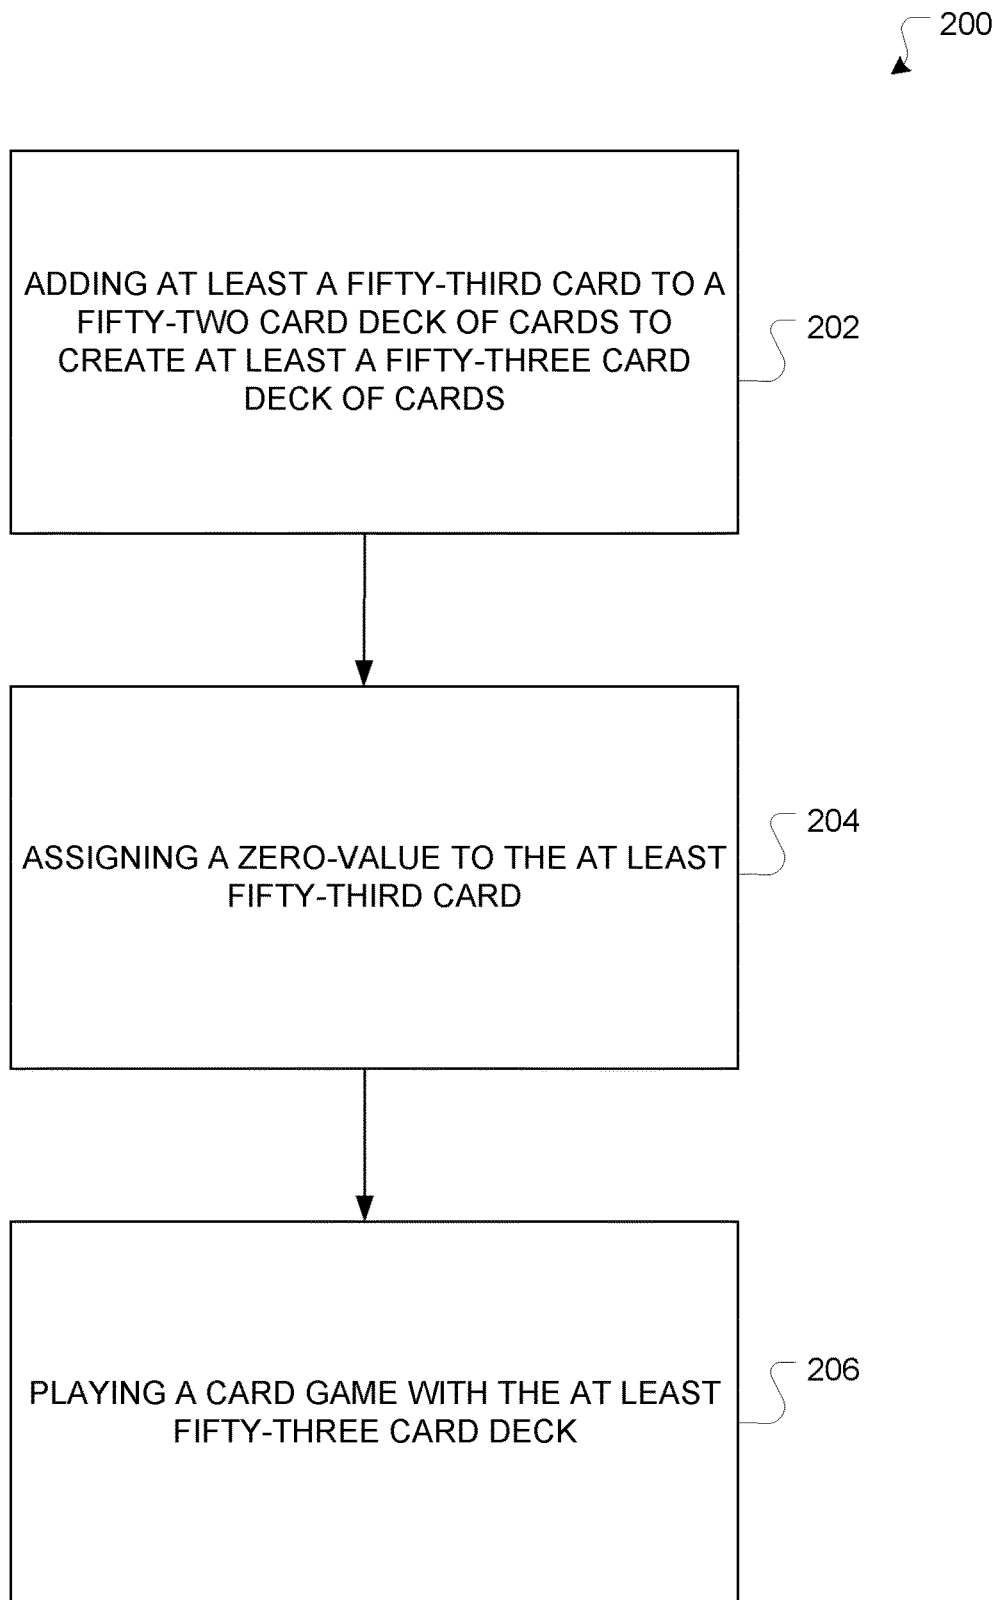 200
ADDING AT LEAST A FIFTY-THIRD CARD TO A
FIFTY-TWO CARD DECK OF CARDS TO
CREATE AT LEAST A FIFTY-THREE CARD
DECK OF CARDS
202
ASSIGNING A ZERO-VALUE TO THE AT LEAST
FIFTY-THIRD CARD
204
PLAYING A CARD GAME WITH THE AT LEAST
FIFTY-THREE CARD DECK
206